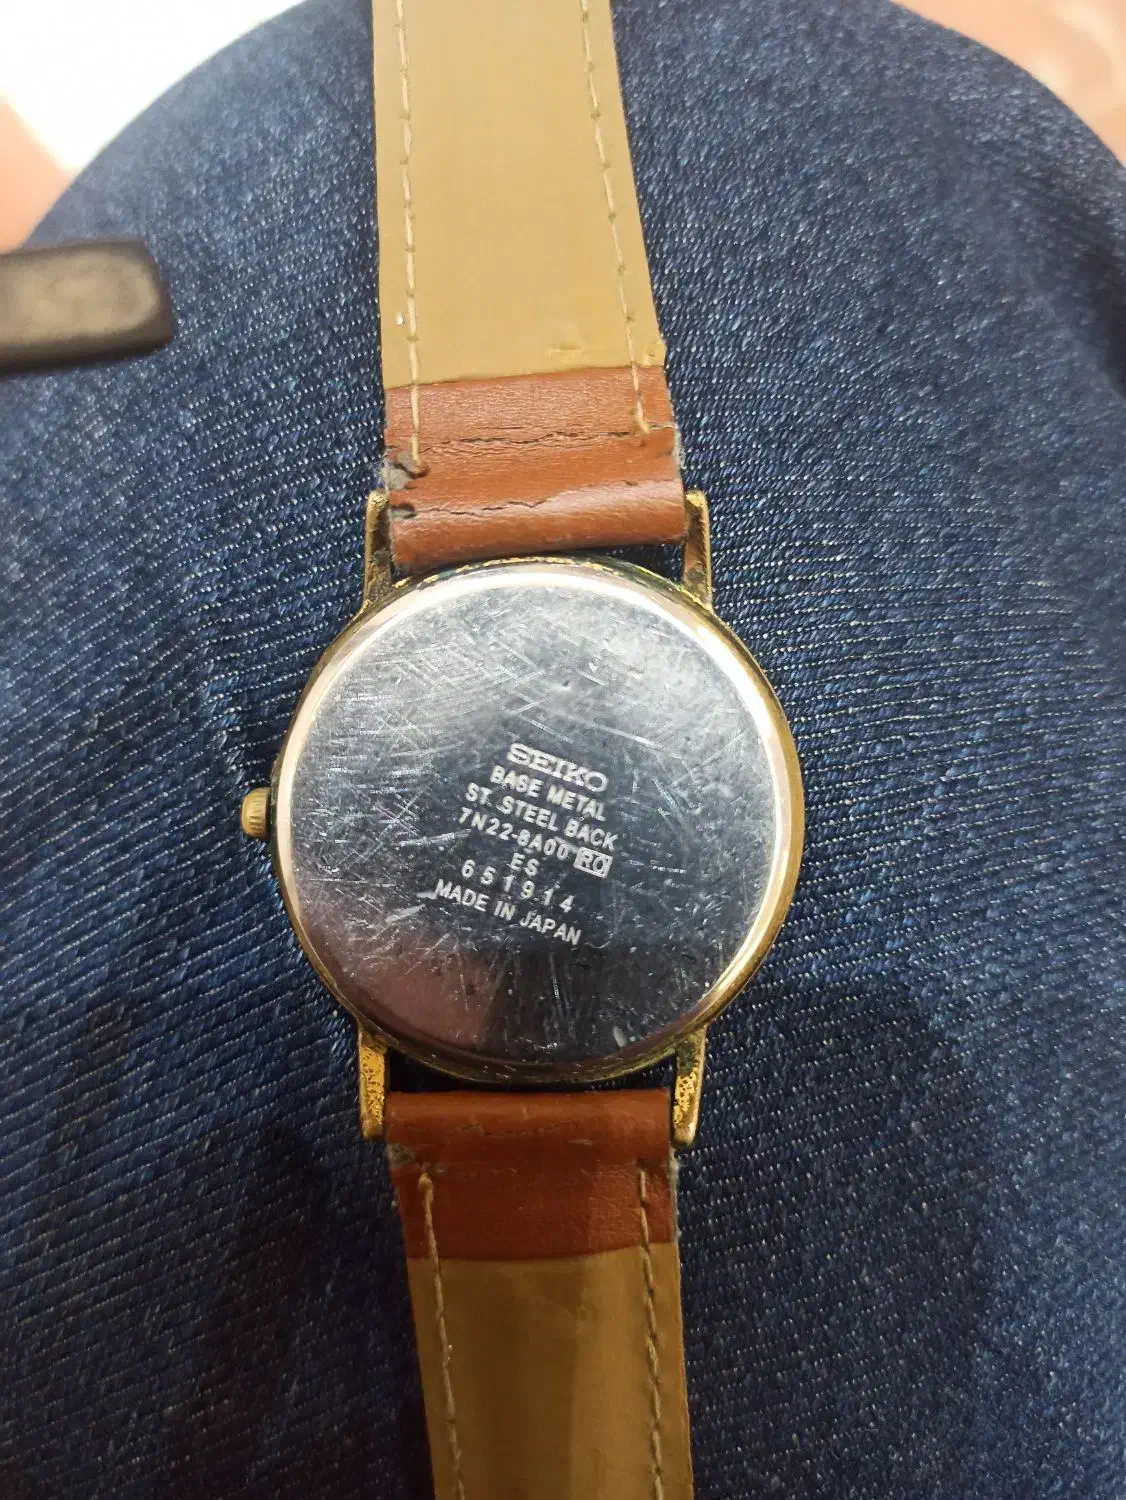 SEIKO
BASE METAL
ST. STEEL BACK
7N22-8A00 R0
ES
651914
MADE IN JAPAN